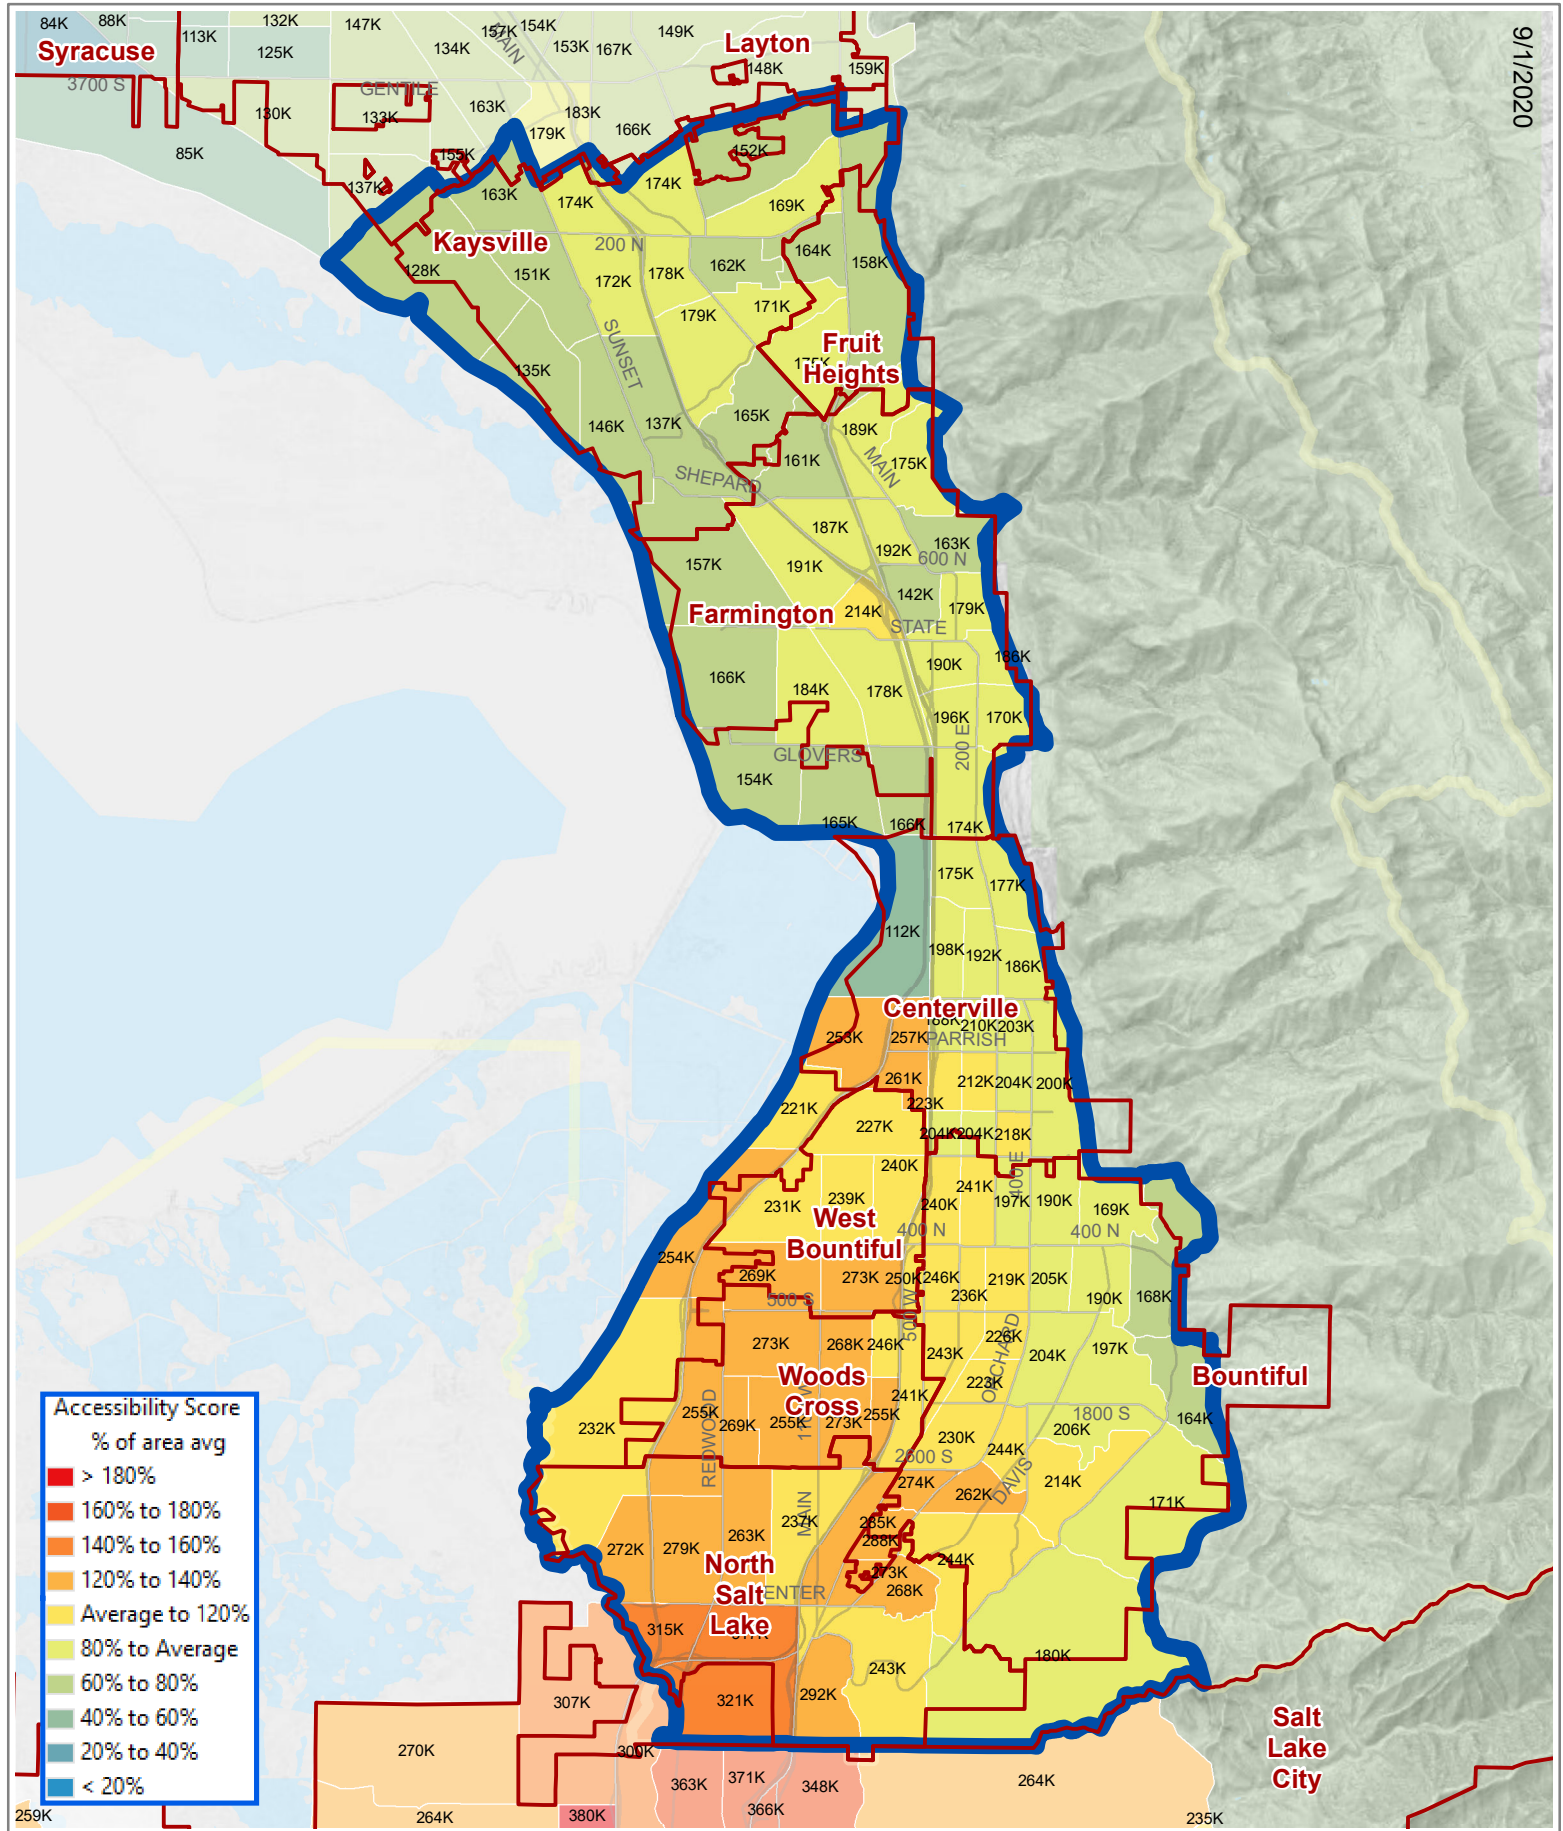 84K
88K
132K
147K
157K
154K
149K
9/1/2020
Syracuse
113K
125K
134K
MAIN
153K
167K
Layton
148K
159K
3700 S
GENTILE
130K
133K
163K
183K
179K
166K
85K
155K
152K
137K
163K
174K
174K
169K
Kaysville
200 N
128K
151K
172K
178K
162K
164K
158K
179K
171K
SUNSET
Fruit
Heights
175K
135K
146K
137K
165K
189K
161K
MAIN
175K
SHEPARD
187K
192K
163K
600 N
157K
191K
142K
179K
Farmington
214K
STATE
190K
186K
166K
184K
178K
196K
170K
200 E
GLOVERS
154K
165K
166K
174K
175K
177K
112K
198K
192K
186K
Centerville
188K
210K
203K
253K
257K
PARRISH
261K
212K
204K
200K
221K
223K
227K
204K
204K
218K
240K
400 E
241K
231K
239K
240K
197K
190K
169K
West
Bountiful
400 N
400 N
254K
269K
273K
250K
246K
219K
205K
236K
190K
168K
500 S
500 W
273K
268K
246K
243K
226K
204K
197K
ORCHARD
Woods
Cross
223K
Bountiful
241K
255K
269K
255K
273K
255K
1800 S
164K
REDWOOD
232K
230K
206K
244K
2600 S
274K
262K
DAVIS
214K
171K
237K
MAIN
285K
288K
272K
279K
263K
244K
North
Salt
Lake
273K
268K
ENTER
315K
180K
243K
321K
292K
307K
Salt
Lake
City
270K
300K
363K
371K
348K
264K
366K
259K
264K
380K
235K
Accessibility Score
% of area avg
> 180%
160% to 180%
140% to 160%
120% to 140%
Average to 120%
80% to Average
60% to 80%
40% to 60%
20% to 40%
< 20%